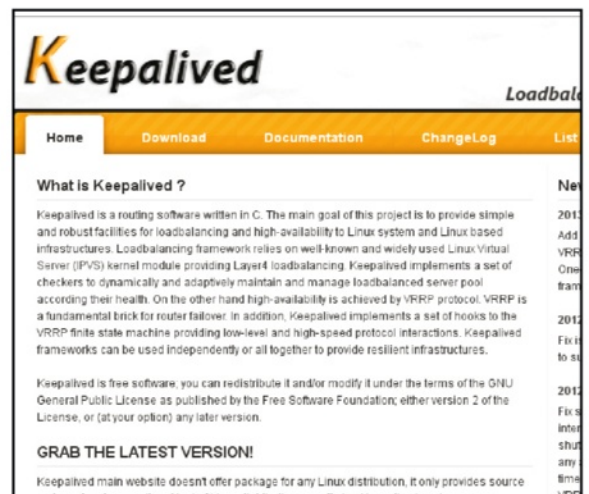 Keepalived
Loadbala
Home Download Documentation ChangeLog List
What is Keepalived ?
Keepalived is a routing software written in C. The main goal of this project is to provide simple
and robust facilities for loadbalancing and high-availability to Linux system and Linux based
infrastructures. Loadbalancing framework relies on well-known and widely used Linux Virtual
Server (IPVS) kernel module providing Layer4 loadbalancing. Keepalived implements a set of
checkers to dynamically and adaptively maintain and manage loadbalanced server pool
according their health. On the other hand high-availability is achieved by VRRP protocol. VRRP is
a fundamental brick for router failover. In addition, Keepalived implements a set of hooks to the
VRRP finite state machine providing low-level and high-speed protocol interactions. Keepalived
frameworks can be used independently or all together to provide resilient infrastructures.
Keepalived is free software; you can redistribute it and/or modify it under the terms of the GNU
General Public License as published by the Free Software Foundation; either version 2 of the
License, or (at your option) any later version.
GRAB THE LATEST VERSION!
Keepalived main website doesn't offer package for any Linux distribution, it only provides source
New
2013
Add
VRR
One
fram
2012
Fix i
to su
2012
Fix s
inter
shut
any
time